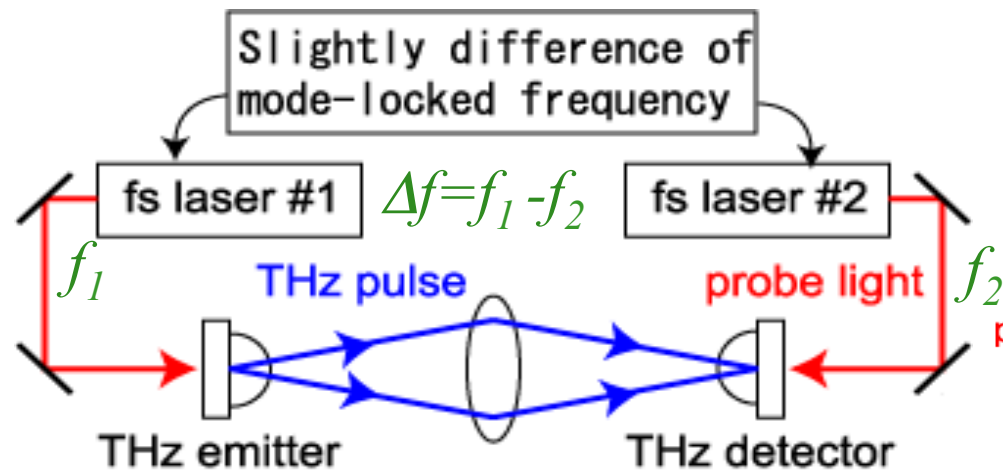 Slightly difference of
mode-locked frequency
fs laser #1
Δf=f₁-f₂
fs laser #2
f₁
THz pulse
probe light
f₂
p
THz emitter
THz detector